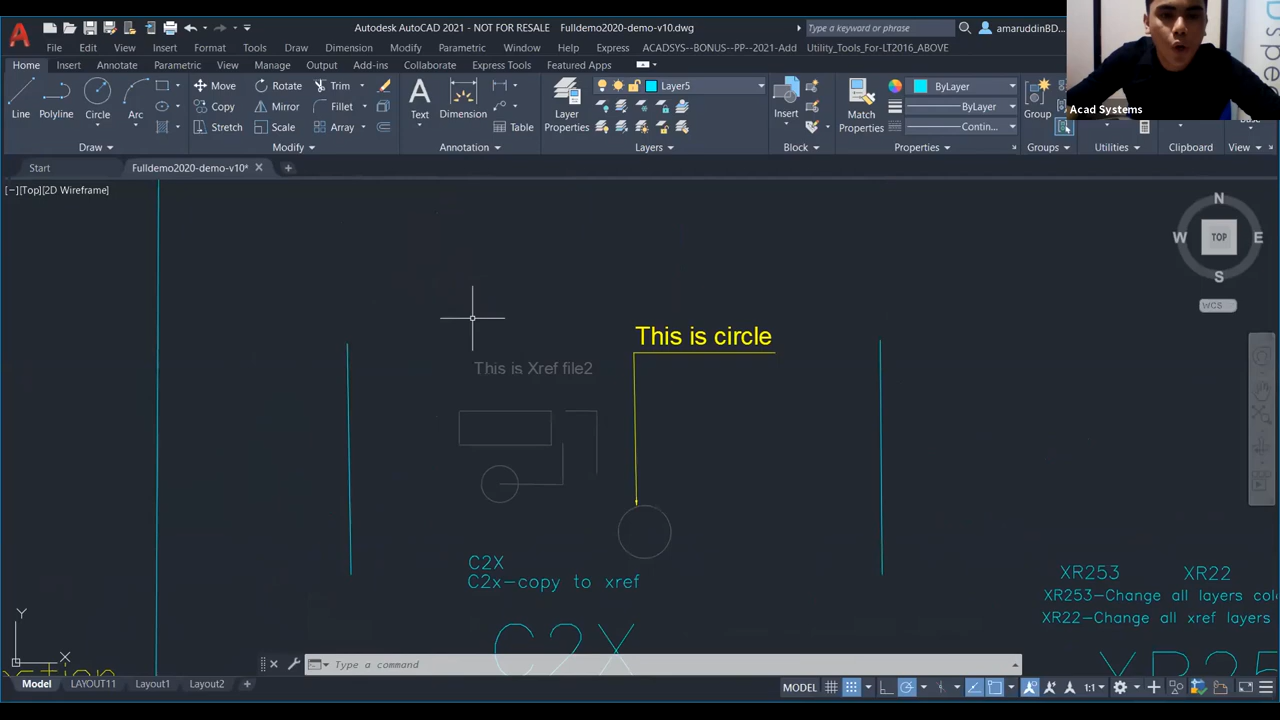 Autodesk AutoCAD 2021 - NOT FOR RESALE Fulldemo2020-demo-v10.dwg
Type a keyword or phrase
amaruddinBD...
File Edit View Insert Format Tools Draw Dimension Modify Parametric Window Help Express ACADSYS--BONUS--PP--2021-Add Utility_Tools_For-LT2016_ABOVE
Home Insert Annotate Parametric View Manage Output Add-ins Collaborate Express Tools Featured Apps
Acad Systems
Line
Polyline
Circle
Arc
Draw
Move
Rotate
Trim
Copy
Mirror
Fillet
Stretch
Scale
Array
Modify
Text
Dimension
Table
Annotation
Layer
Properties
Layer5
Layers
Insert
Block
Match
Properties
ByLayer
ByLayer
Contin...
Properties
Group
Groups
Utilities
Clipboard
View
Start
Fulldemo2020-demo-v10*
[−][Top][2D Wireframe]
N
W
TOP
E
S
WCS
This is circle
This is Xref file2
C2X
C2x-copy to xref
C2X
XR253
XR22
XR253-Change all layers col
XR22-Change all xref layers
Y
X
Type a command
Model LAYOUT11 Layout1 Layout2
MODEL
1:1